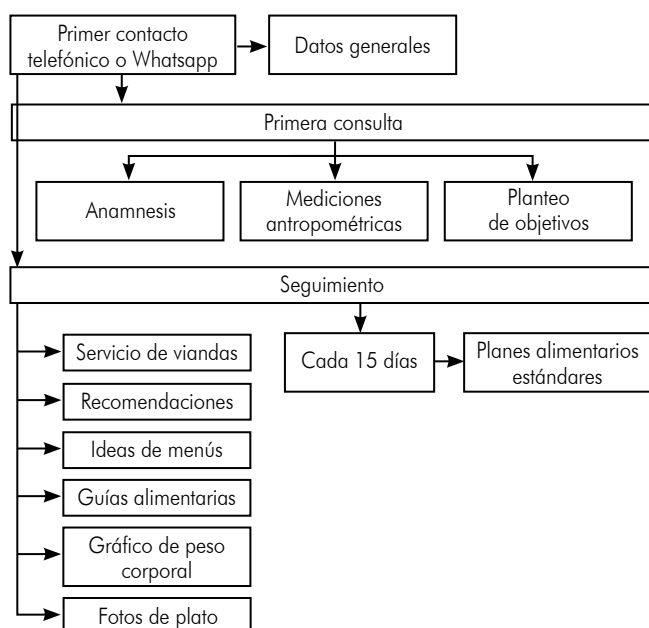 Primer contacto
telefónico o Whatsapp
Datos generales
Primera consulta
Anamnesis
Mediciones
antropométricas
Planteo
de objetivos
Seguimiento
Servicio de viandas
Cada 15 días
Planes alimentarios
estándares
Recomendaciones
Ideas de menús
Guías alimentarias
Gráfico de peso
corporal
Fotos de plato